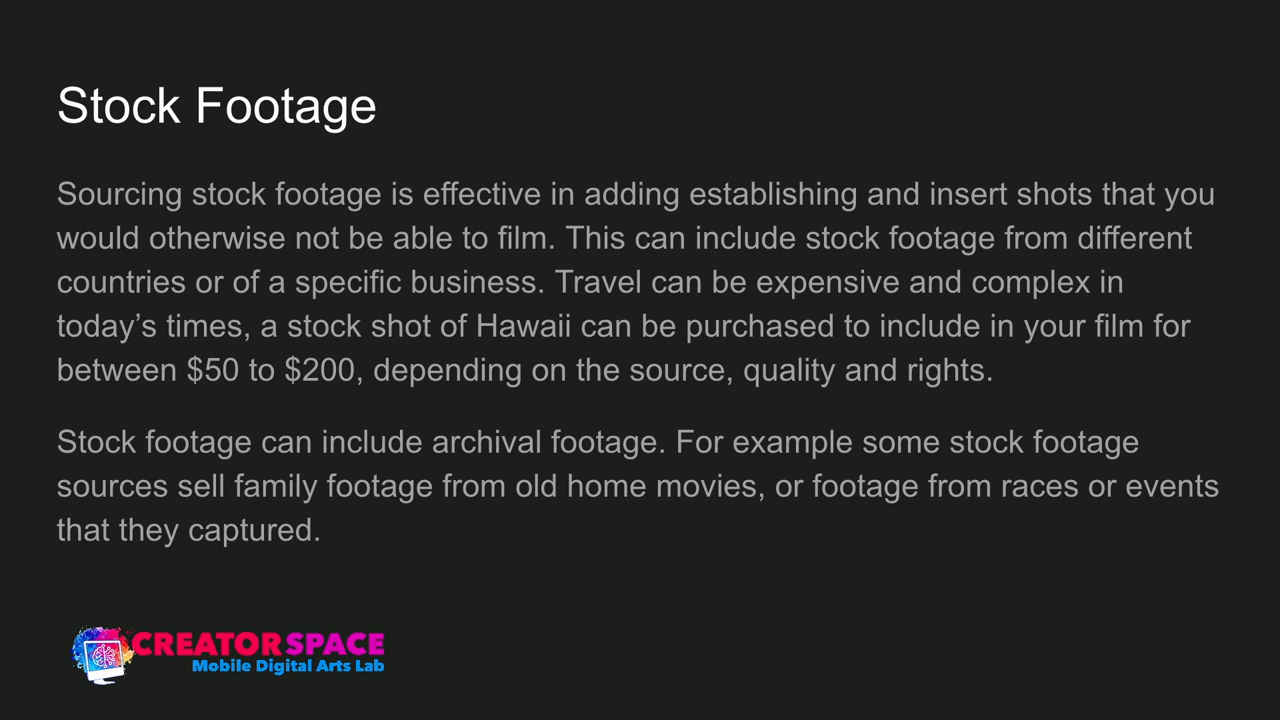 Stock Footage
Sourcing stock footage is effective in adding establishing and insert shots that you
would otherwise not be able to film. This can include stock footage from different
countries or of a specific business. Travel can be expensive and complex in
today’s times, a stock shot of Hawaii can be purchased to include in your film for
between $50 to $200, depending on the source, quality and rights.
Stock footage can include archival footage. For example some stock footage
sources sell family footage from old home movies, or footage from races or events
that they captured.
CREATORSPACE
Mobile Digital Arts Lab